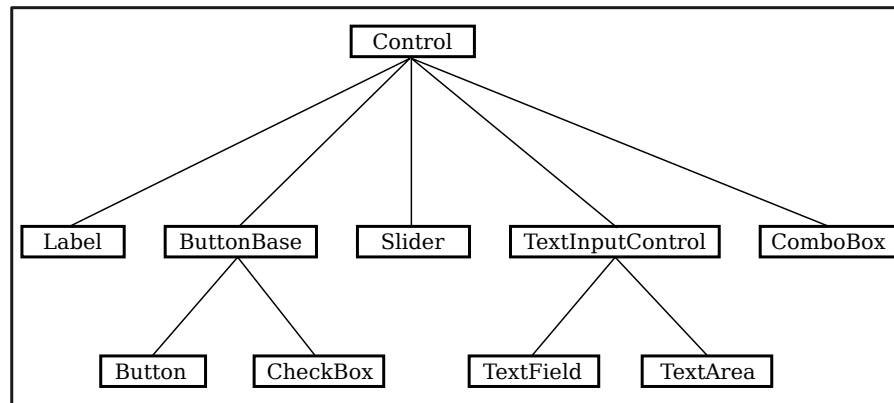 Control
Label
ButtonBase
Slider
TextInputControl
ComboBox
Button
CheckBox
TextField
TextArea